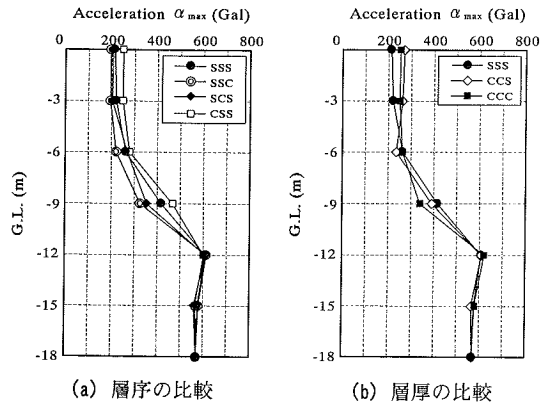 Acceleration α max (Gal)
0 200 400 600 800
0
-3
-6
-9
-12
-15
-18
G.L. (m)
SSS
SSC
SCS
CSS
(a) 層序の比較
Acceleration α max (Gal)
0 200 400 600 800
0
-3
-6
-9
-12
-15
-18
G.L. (m)
SSS
CCS
CCC
(b) 層厚の比較